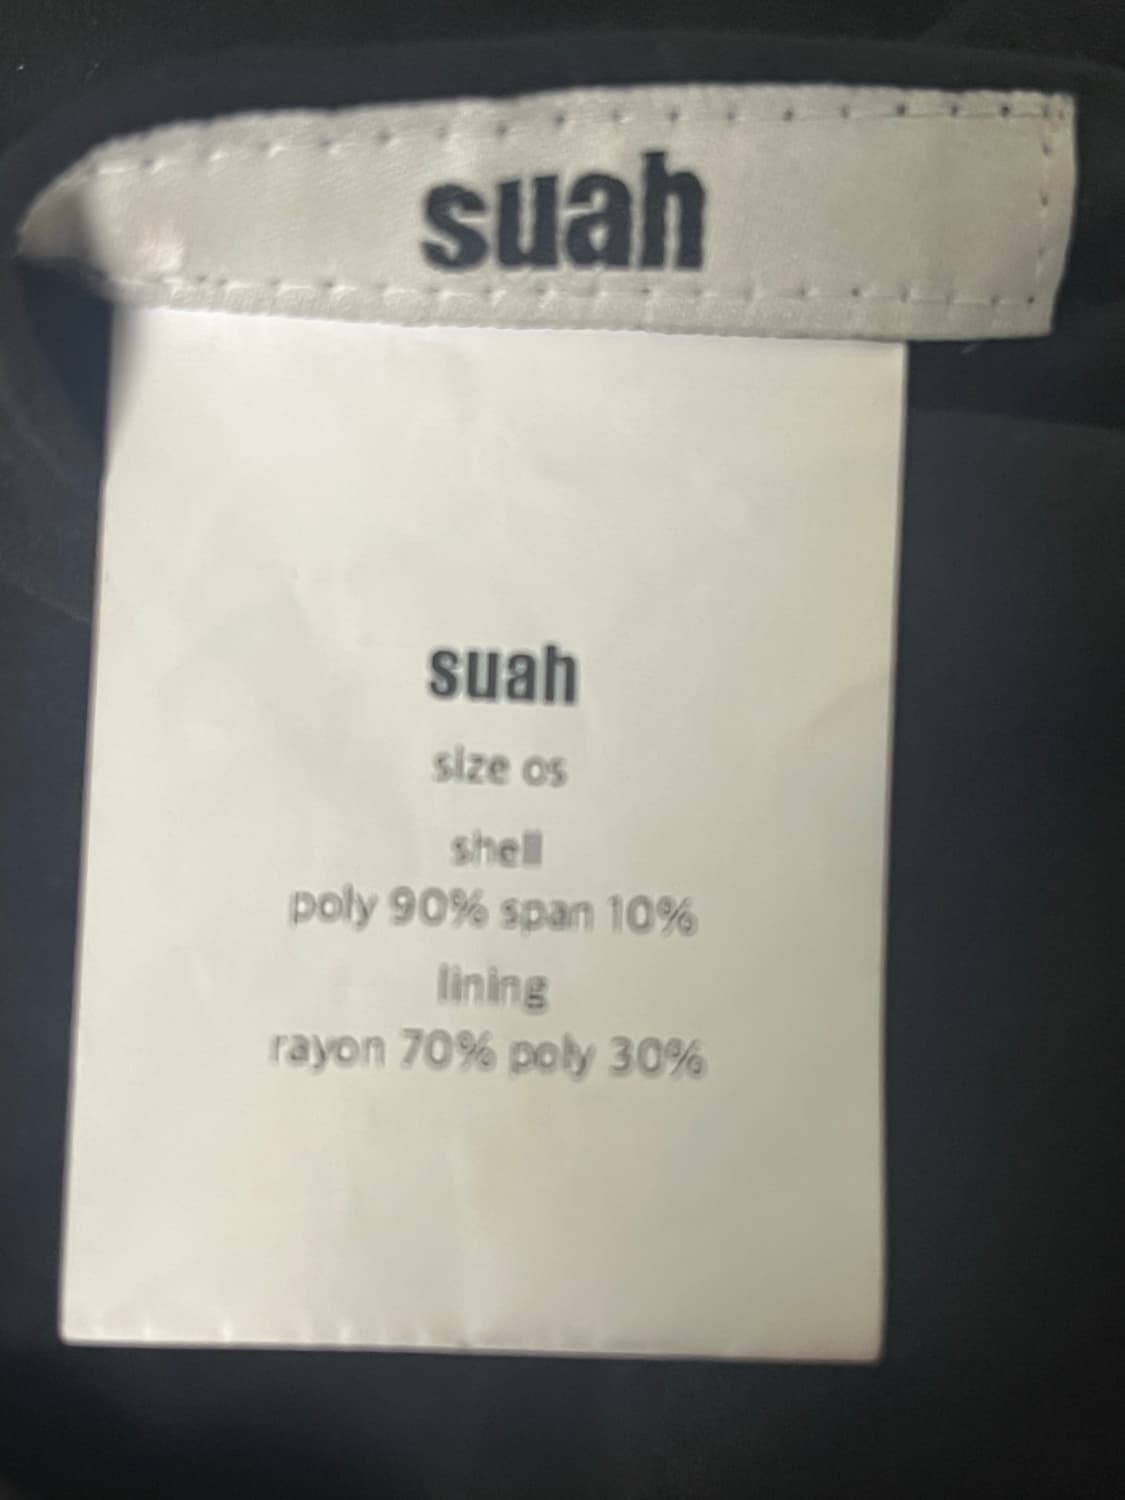 suah
suah
size os
shell
poly 90% span 10%
lining
rayon 70% poly 30%